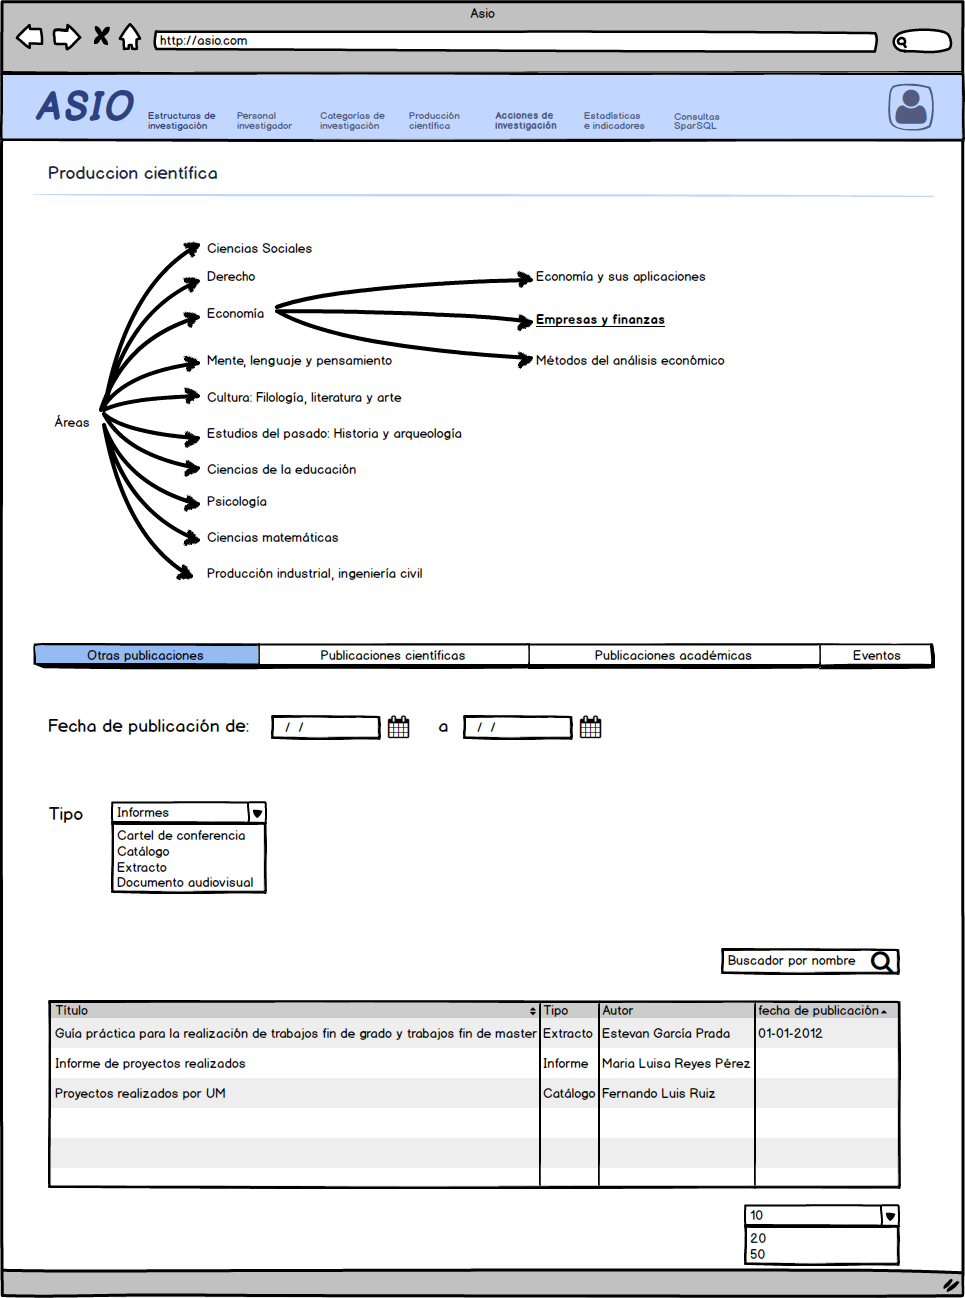 Asio
http://asio.com
ASIO
Estructuras de
investigación
Personal
investigador
Categorías de
investigación
Producción
científica
Acciones de
investigación
Estadísticas
e indicadores
Consultas
SparSQL
Produccion científica
Ciencias Sociales
Derecho
Economía
Mente, lenguaje y pensamiento
Cultura: Filología, literatura y arte
Áreas
Estudios del pasado: Historia y arqueología
Ciencias de la educación
Psicología
Ciencias matemáticas
Producción industrial, ingeniería civil
Economía y sus aplicaciones
Empresas y finanzas
Métodos del análisis económico
Otras publicaciones Publicaciones científicas Publicaciones académicas Eventos
Fecha de publicación de: / / a / /
Tipo Informes
Cartel de conferencia
Catálogo
Extracto
Documento audiovisual
Buscador por nombre
Título Tipo Autor fecha de publicación
Guía práctica para la realización de trabajos fin de grado y trabajos fin de master Extracto Estevan García Prada 01-01-2012
Informe de proyectos realizados Informe Maria Luisa Reyes Pérez
Proyectos realizados por UM Catálogo Fernando Luis Ruiz
10
20
50